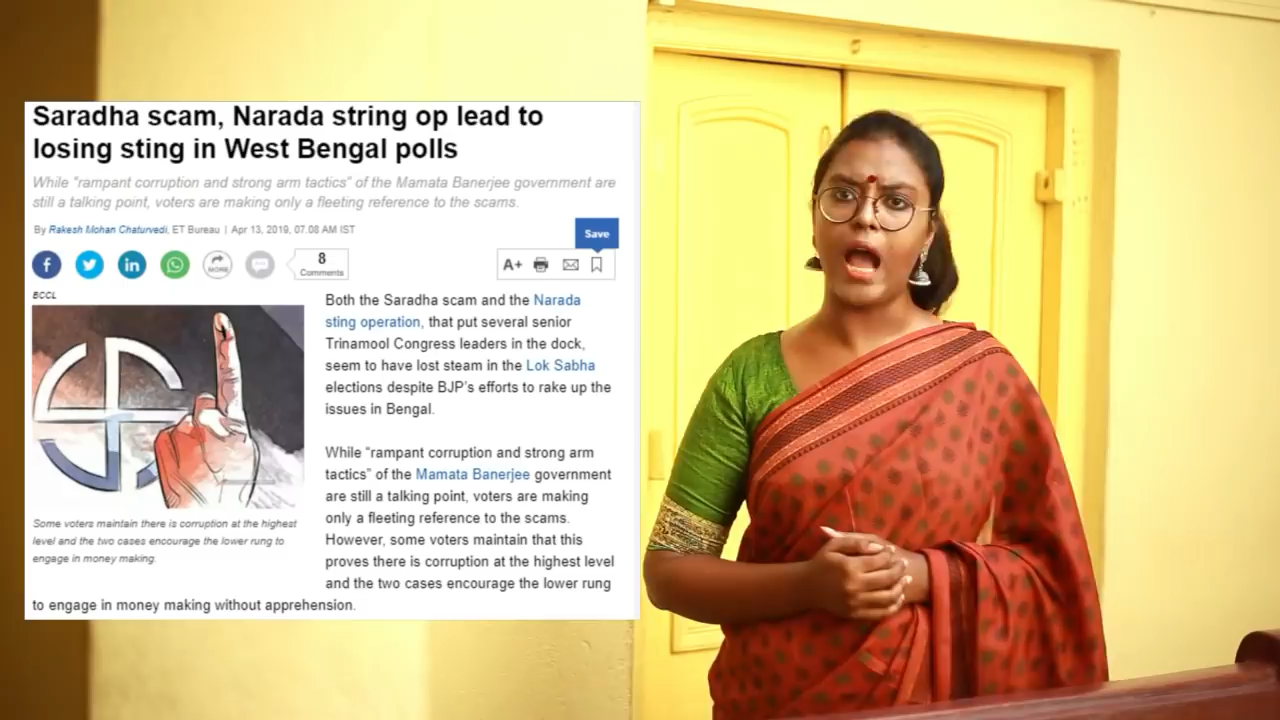 Saradha scam, Narada string op lead to
losing sting in West Bengal polls
While "rampant corruption and strong arm tactics" of the Mamata Banerjee government are
still a talking point, voters are making only a fleeting reference to the scams.
By Rakesh Mohan Chaturvedi, ET Bureau | Apr 13, 2019, 07.08 AM IST
Save
MORE
8
Comments
A+
BCCL
Both the Saradha scam and the Narada
sting operation, that put several senior
Trinamool Congress leaders in the dock,
seem to have lost steam in the Lok Sabha
elections despite BJP's efforts to rake up the
issues in Bengal.
While "rampant corruption and strong arm
tactics" of the Mamata Banerjee government
are still a talking point, voters are making
only a fleeting reference to the scams.
However, some voters maintain that this
proves there is corruption at the highest level
and the two cases encourage the lower rung
to engage in money making without apprehension.
Some voters maintain there is corruption at the highest
level and the two cases encourage the lower rung to
engage in money making.